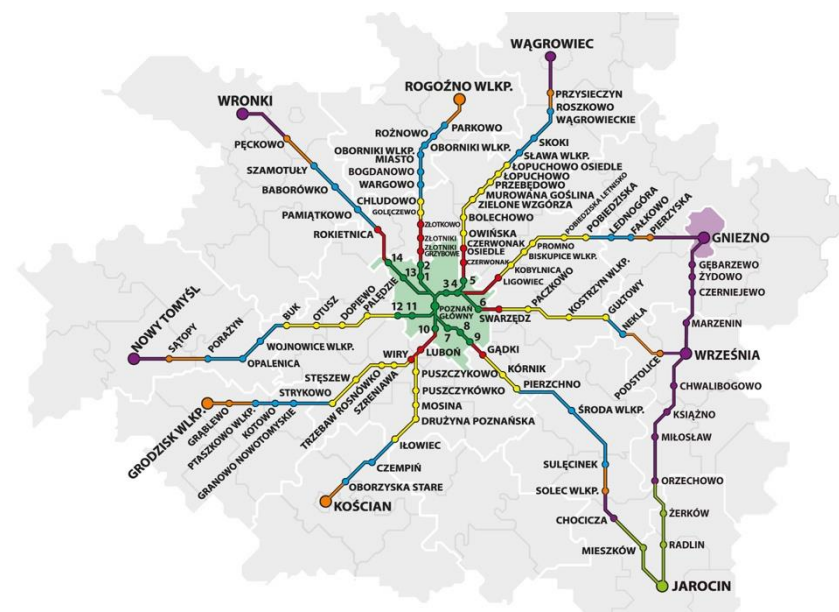 WĄGROWIEC
PRZYSIECZYN
ROSZKOWO
WĄGROWIECKIE
SKOKI
SŁAWA WLKP.
ŁOPUCHOWO OSIEDLE
ŁOPUCHOWO
PRZEBĘDOWO
MUROWANA GOŚLINA
ZIELONE WZGÓRZA
BOLECHOWO
OWIŃSKA
CZERWONAK
OSIEDLE
CZERWONAK
ROGOŹNO WLKP.
PARKOWO
ROŻNOWO
OBORNIKI WLKP.
OBORNIKI WLKP.
MIASTO
BOGDANOWO
WARGOWO
CHLUDOWO
GOLĘCZEWO
ZŁOTKOWO
ZŁOTNIKI
ZŁOTNIKI
GRZYBOWE
WRONKI
PĘCKOWO
SZAMOTUŁY
BABORÓWKO
PAMIĄTKOWO
ROKIETNICA
14
13
2
1
3 4
5
POZNAŃ
GŁÓWNY
12 11
6
10
7
8
9
POBIEDZISKA LETNISKO
POBIEDZISKA
LEDNOGÓRA
FAŁKOWO
PIERZYSKA
PROMNO
BISKUPICE WLKP.
KOBYLNICA
LIGOWIEC
GNIEZNO
GĘBARZEWO
ŻYDOWO
CZERNIEJEWO
MARZENIN
WRZEŚNIA
CHWALIBOGOWO
KSIĄŻNO
MIŁOSŁAW
ORZECHOWO
ŻERKÓW
RADLIN
JAROCIN
SWARZĘDZ
PACZKOWO
KOSTRZYN WLKP.
GUŁTOWY
NEKLA
PODSTOLICE
GĄDKI
KÓRNIK
PIERZCHNO
ŚRODA WLKP.
SULĘCINEK
SOLEC WLKP.
CHOCICZA
MIESZKÓW
NOWY TOMYŚL
SĄTOPY
PORAŻYN
OPALENICA
WOJNOWICE WLKP.
BUK
OTUSZ
DOPIEWO
PALĘDZIE
GRODZISK WLKP.
GRĄBLEWO
PTASZKOWO WLKP.
KOTOWO
GRANOWO NOWOTOMYSKIE
STRYKOWO
STĘSZEW
TRZEBAW ROSNÓWKO
SZRENIAWA
WIRY
LUBOŃ
PUSZCZYKOWO
PUSZCZYKÓWKO
MOSINA
DRUŻYNA POZNAŃSKA
IŁOWIEC
CZEMPIŃ
OBORZYSKA STARE
KOŚCIAN